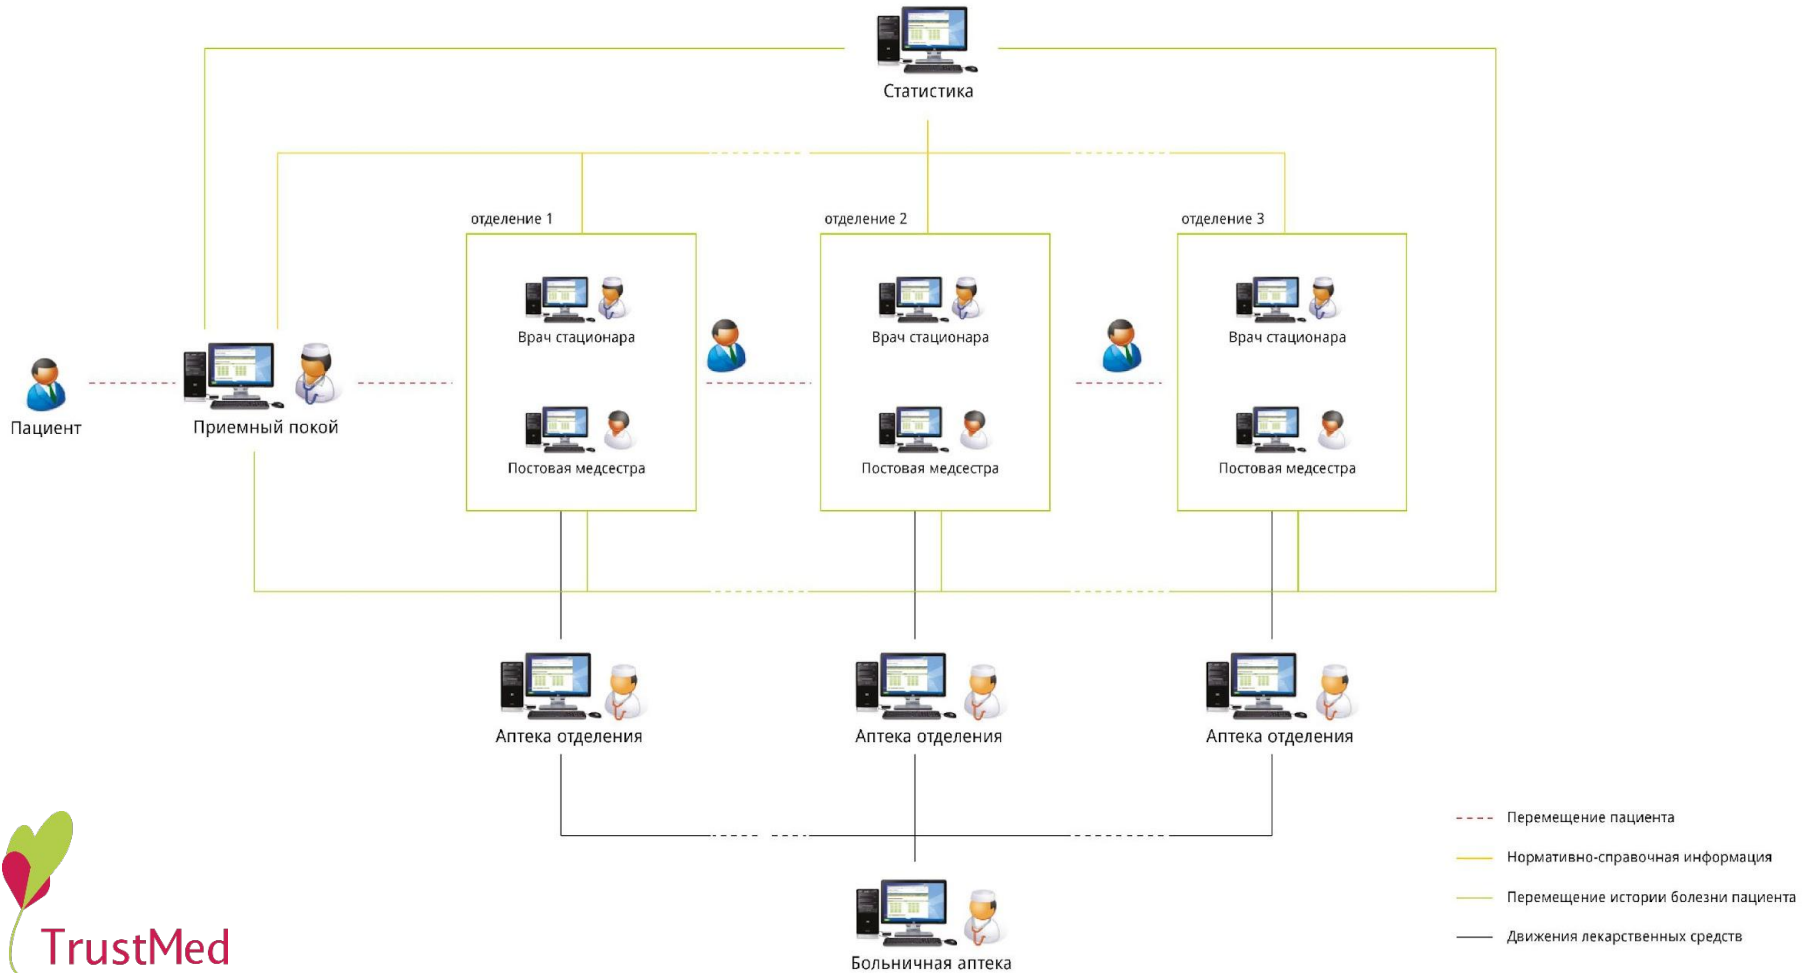 Статистика
отделение 1
отделение 2
отделение 3
Врач стационара
Врач стационара
Врач стационара
Пациент
Приемный покой
Постовая медсестра
Постовая медсестра
Постовая медсестра
Аптека отделения
Аптека отделения
Аптека отделения
Перемещение пациента
Нормативно-справочная информация
Перемещение истории болезни пациента
Движения лекарственных средств
TrustMed
Больничная аптека